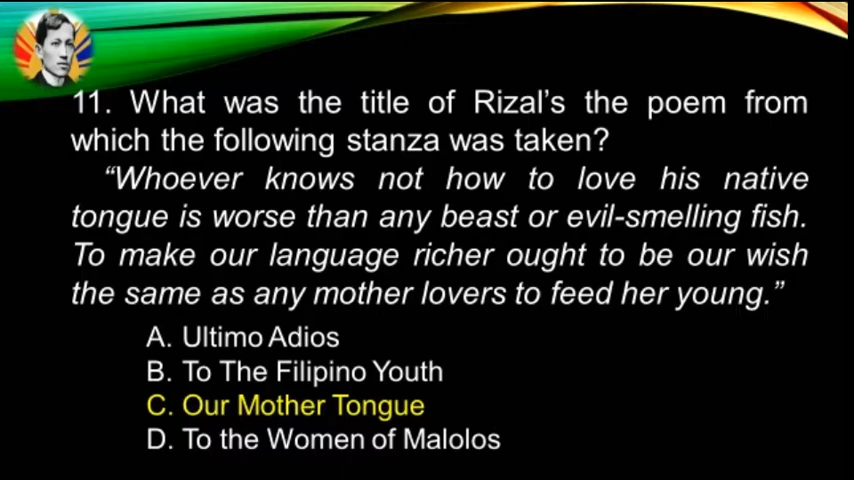 11. What was the title of Rizal's the poem from
which the following stanza was taken?
“Whoever knows not how to love his native
tongue is worse than any beast or evil-smelling fish.
To make our language richer ought to be our wish
the same as any mother lovers to feed her young.”
A. Ultimo Adios
B. To The Filipino Youth
C. Our Mother Tongue
D. To the Women of Malolos